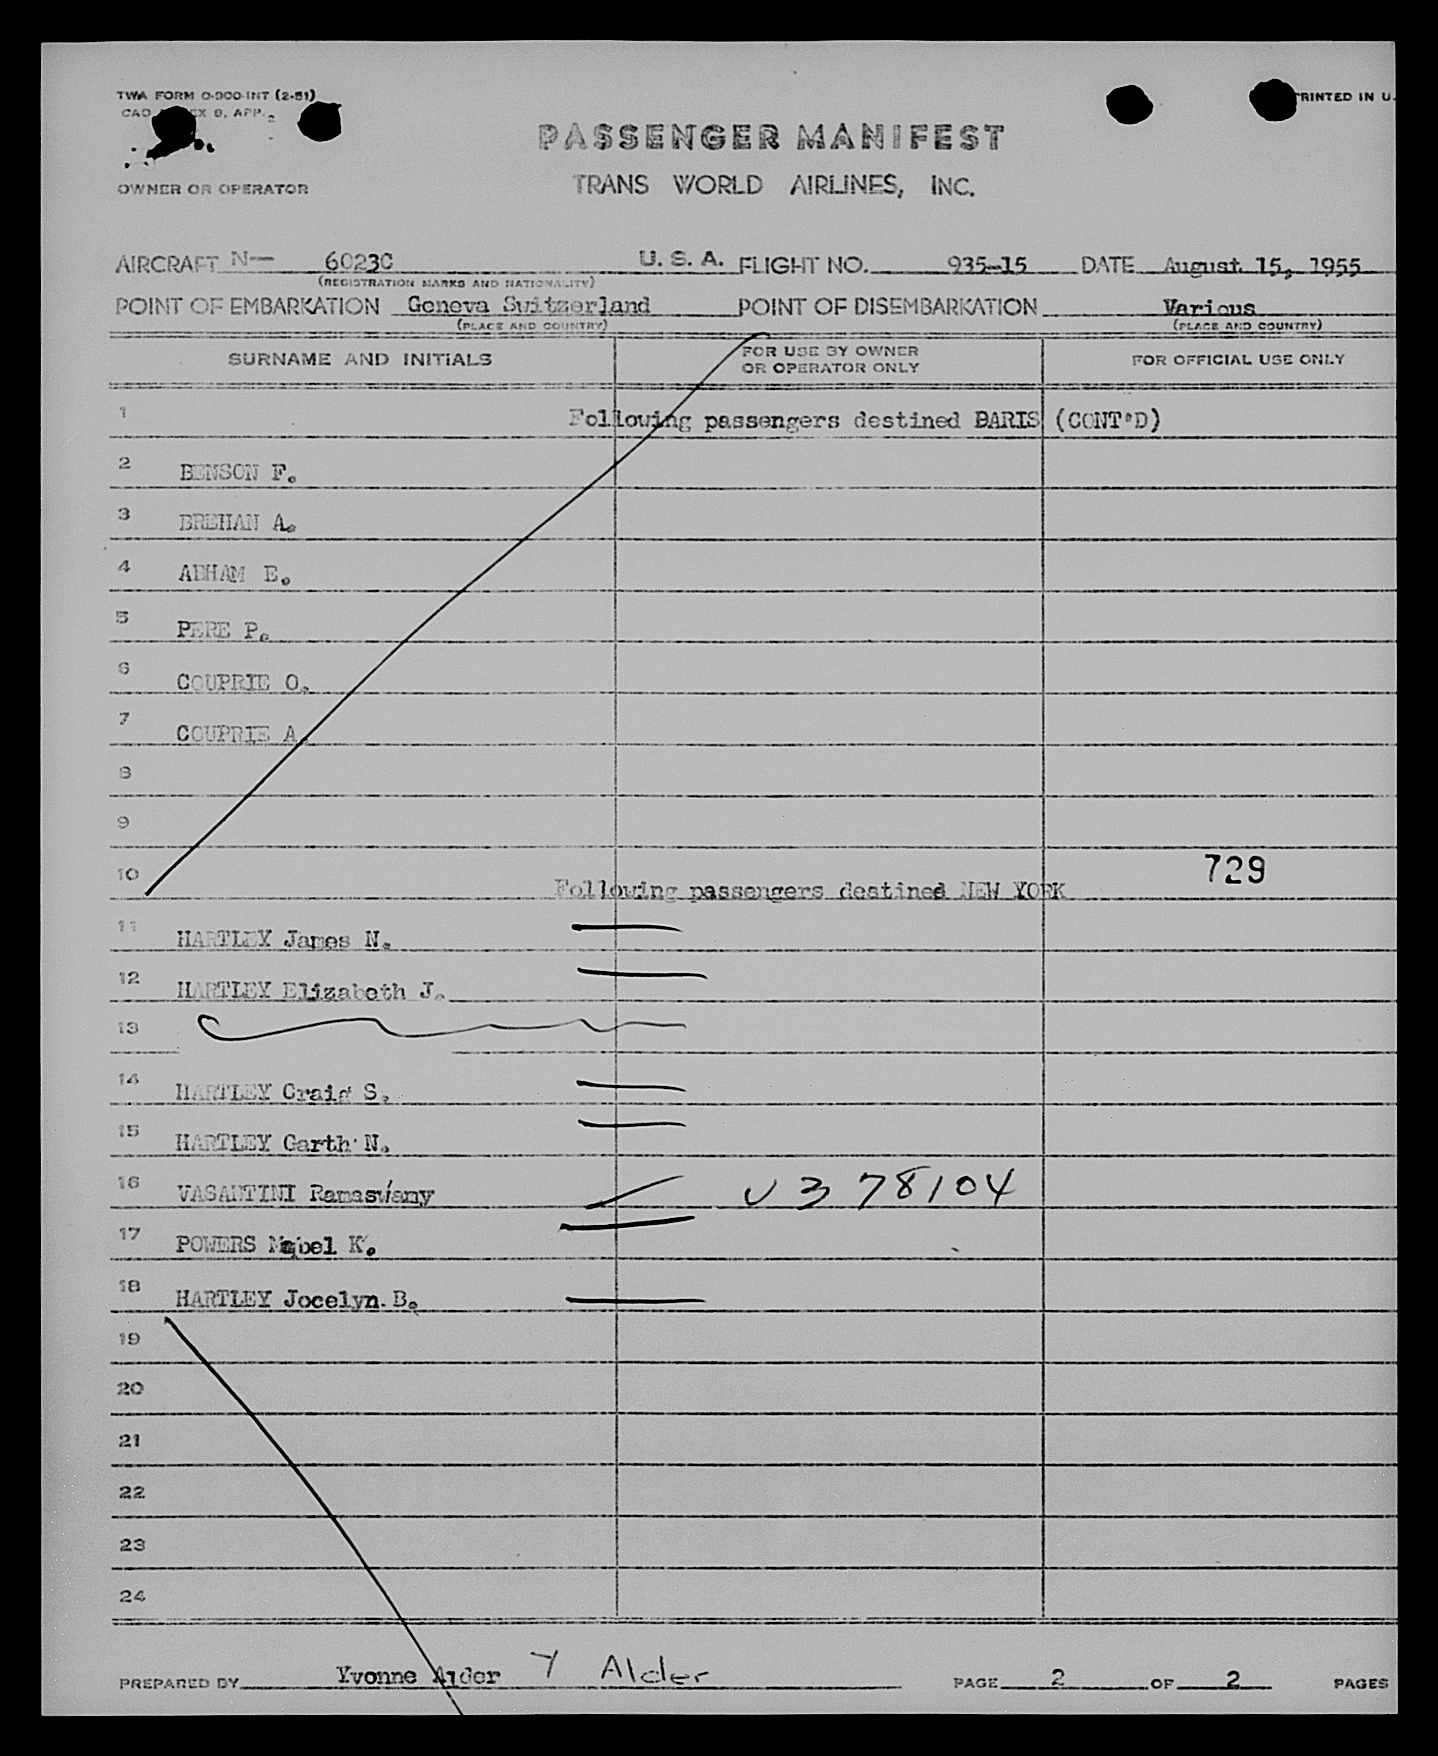 TWA FORM O-900-INT (2-51)
PRINTED IN U.
9, APP.
PASSENGER MANIFEST
OWNER OR OPERATOR
TRANS WORLD AIRLINES, INC.
AIRCRAFT N— 6023C U. S. A. FLIGHT NO. 935-15 DATE August 15, 1955
(REGISTRATION MARKS AND NATIONALITY)
POINT OF EMBARKATION Geneva Switzerland POINT OF DISEMBARKATION Various
(PLACE AND COUNTRY) (PLACE AND COUNTRY)
SURNAME AND INITIALS FOR USE BY OWNER OR OPERATOR ONLY FOR OFFICIAL USE ONLY
1 Following passengers destined BARIS (CONT'D)
2 BENSON F.
3 BREHAN A.
4 ADHAM E.
5 PERE P.
6 COUPRIE O.
7 COUPRIE A
8
9
10 Following passengers destined NEW YORK 729
11 HARTLEY James N.
12 HARTLEY Elizabeth J.
13
14 HARTLEY Craig S.
15 HARTLEY Garth N.
16 VASANTINI Ramaswamy V378104
17 POWERS Mabel K.
18 HARTLEY Jocelyn B.
19
20
21
22
23
24
PREPARED BY Yvonne Alder Y Alder PAGE 2 OF 2 PAGES